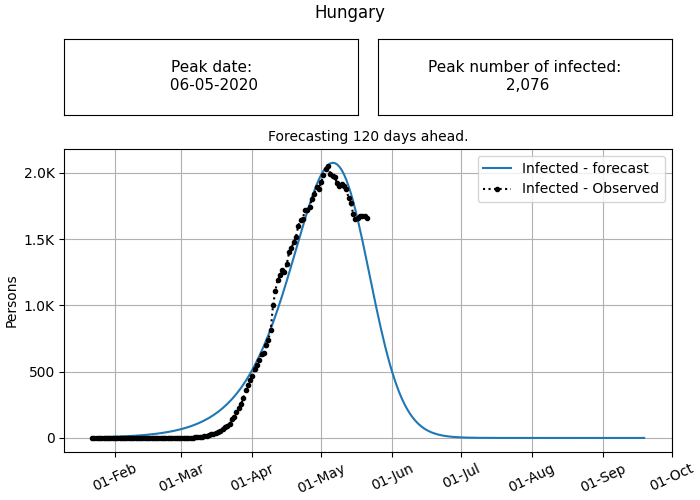 Hungary
Peak date:
06-05-2020
Peak number of infected:
2,076
Forecasting 120 days ahead.
Infected - forecast
Infected - Observed
Persons
2.0K
1.5K
1.0K
500
0
01-Feb
01-Mar
01-Apr
01-May
01-Jun
01-Jul
01-Aug
01-Sep
01-Oct